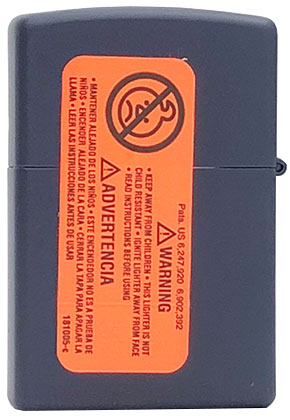 Pats. US 6,247,920 6,902,392
⚠WARNING
• KEEP AWAY FROM CHILDREN • THIS LIGHTER IS NOT
CHILD RESISTANT • IGNITE LIGHTER AWAY FROM FACE
• READ INSTRUCTIONS BEFORE USING
⚠ADVERTENCIA
• MANTENER ALEJADO DE LOS NIÑOS • ESTE ENCENDEDOR NO ES A PRUEBA DE
NIÑOS • ENCENDER ALEJADO DE LA CARA • CERRAR LA TAPA PARA APAGAR LA
LLAMA • LEER LAS INSTRUCCIONES ANTES DE USAR
181005-c